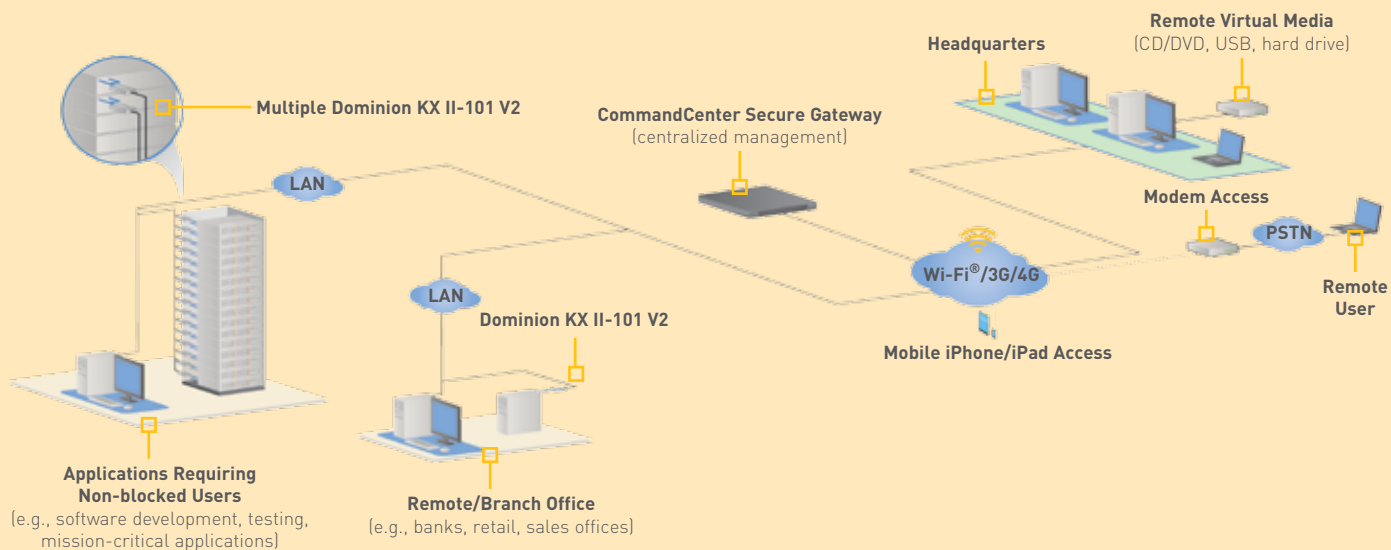 Remote Virtual Media
(CD/DVD, USB, hard drive)
Headquarters
Multiple Dominion KX II-101 V2
CommandCenter Secure Gateway
(centralized management)
LAN
Modem Access
PSTN
Wi-Fi®/3G/4G
LAN
Remote
User
Dominion KX II-101 V2
Mobile iPhone/iPad Access
Applications Requiring
Non-blocked Users
(e.g., software development, testing,
mission-critical applications)
Remote/Branch Office
(e.g., banks, retail, sales offices)